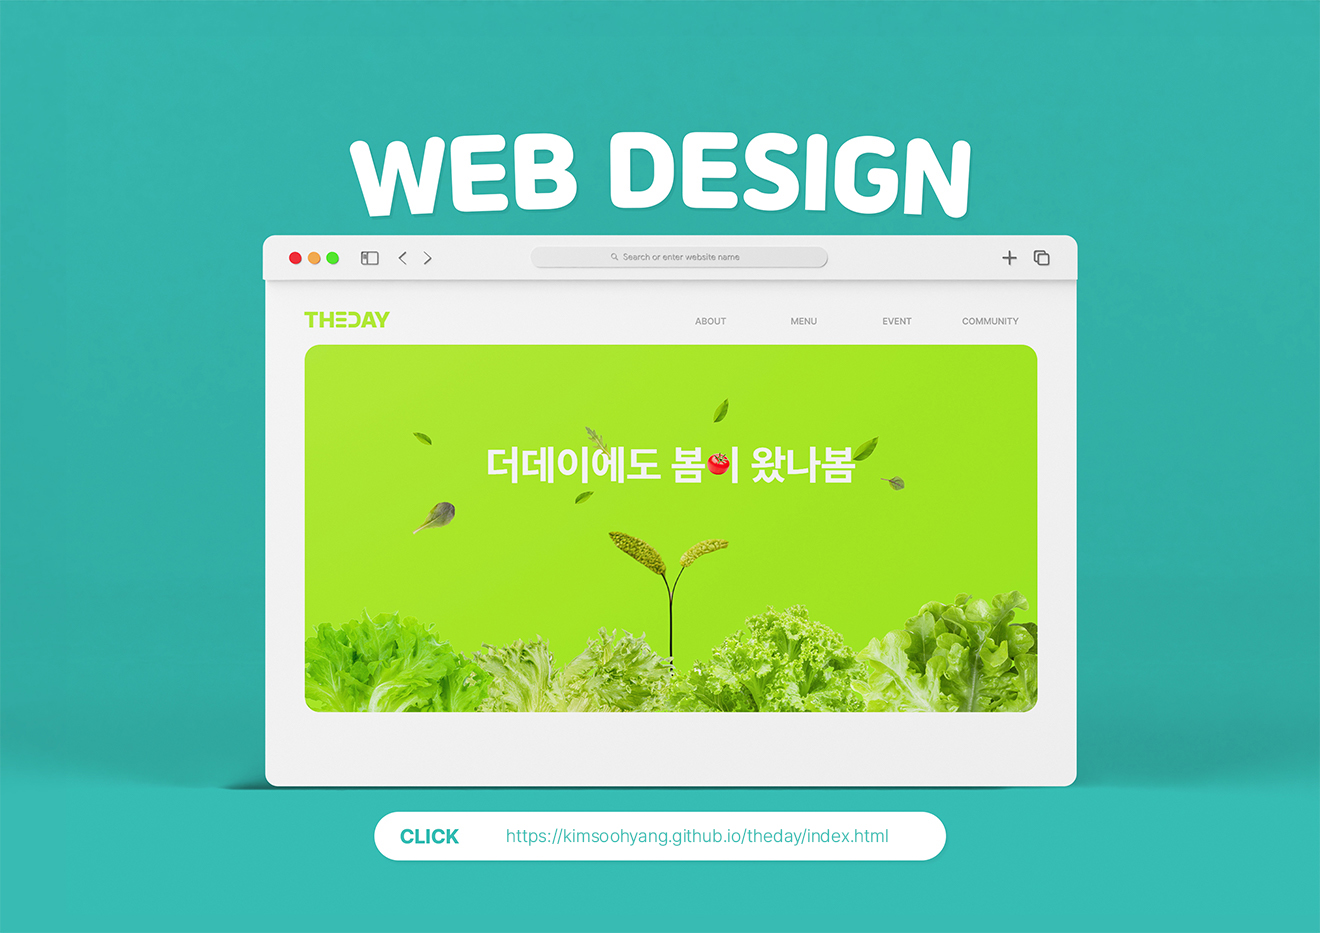 WEB DESIGN
Search or enter website name
THEDAY
ABOUT MENU EVENT COMMUNITY
더데이에도 봄이 왔나봄
CLICK https://kimsoohyang.github.io/theday/index.html